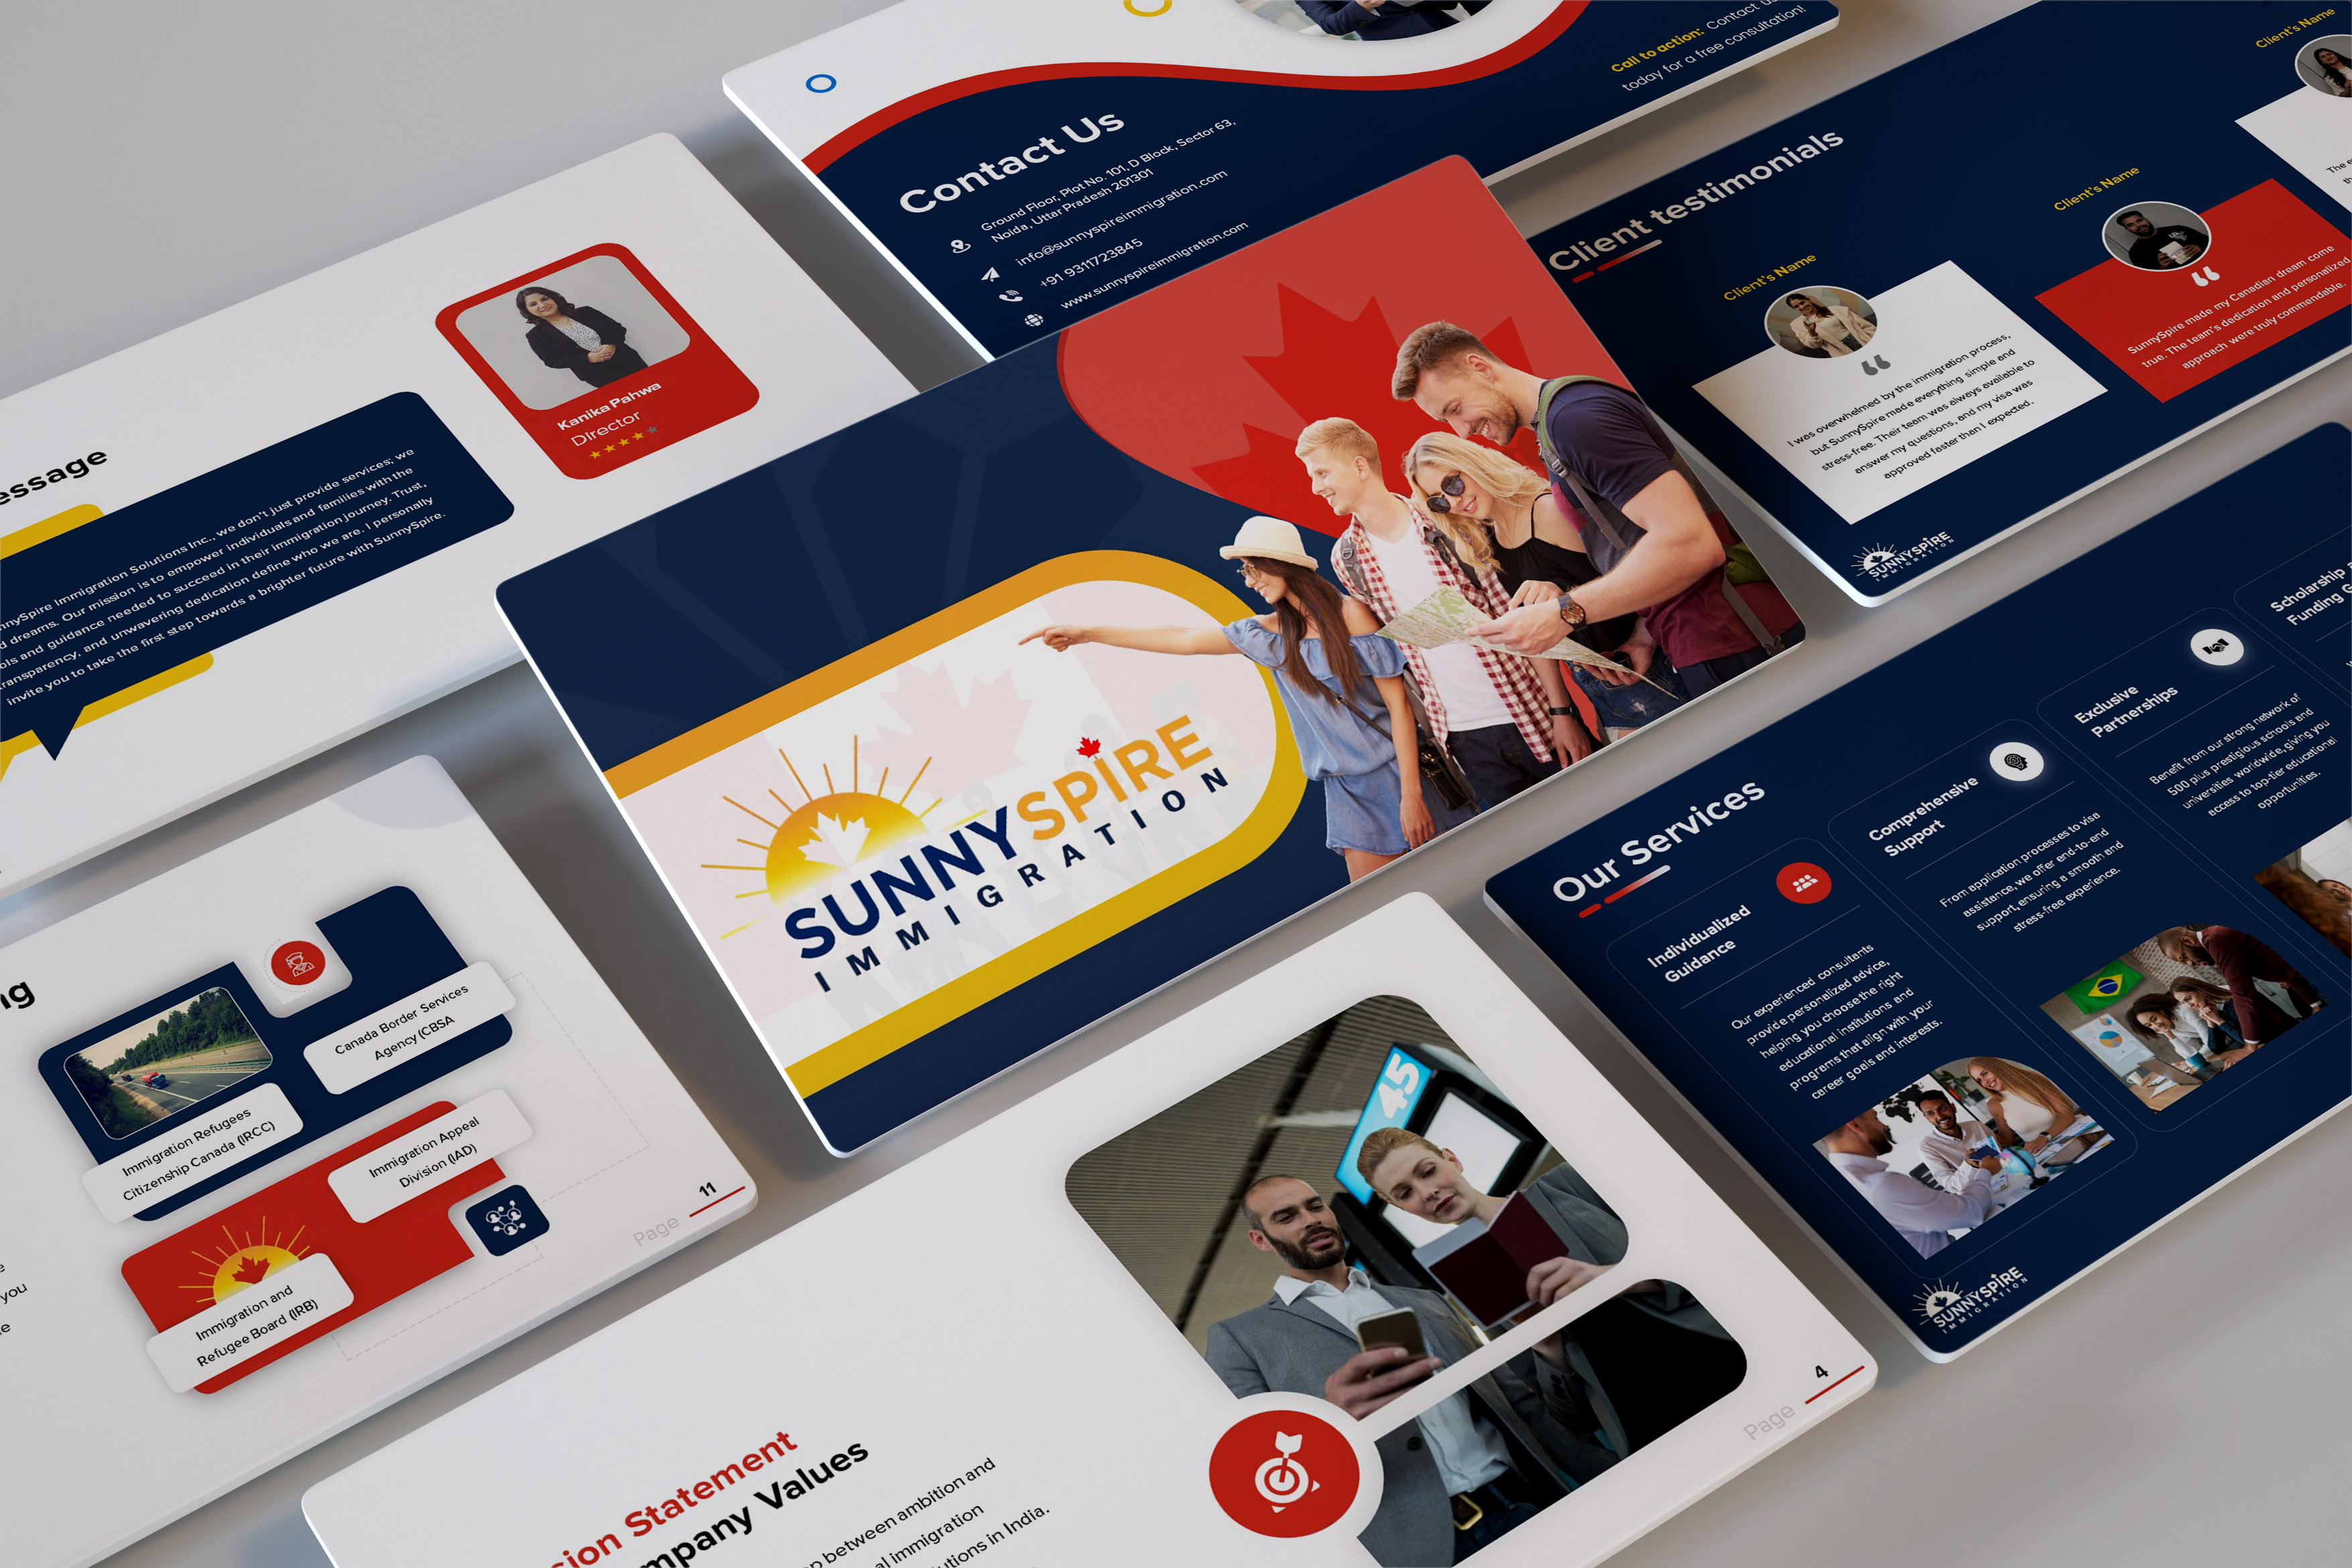 Contact Us
Ground Floor, Plot No. 101, D Block, Sector 63,
Noida, Uttar Pradesh 201301
info@sunnyspireimmigration.com
+91 9311723845
www.sunnyspireimmigration.com
Call to action: Contact us
today for a free consultation!
Client testimonials
Client's Name
“
I was overwhelmed by the immigration process,
but SunnySpire made everything simple and
stress-free. Their team was always available to
answer my questions, and my visa was
approved faster than I expected.
Client's Name
“
SunnySpire made my Canadian dream come
true. The team's dedication and personalized
approach were truly commendable.
Client's Name
SUNNYSPIRE
IMMIGRATION
essage
nnySpire Immigration Solutions Inc., we don't just provide services; we
d dreams. Our mission is to empower individuals and families with the
ols and guidance needed to succeed in their immigration journey. Trust,
ransparency, and unwavering dedication define who we are. I personally
invite you to take the first step towards a brighter future with SunnySpire.
Kanika Pahwa
Director
SUNNYSPIRE
IMMIGRATION
Our Services
Individualized
Guidance
Our experienced consultants
provide personalized advice,
helping you choose the right
educational institutions and
programs that align with your
career goals and interests.
Comprehensive
Support
From application processes to visa
assistance, we offer end-to-end
support, ensuring a smooth and
stress-free experience.
Exclusive
Partnerships
Benefit from our strong network of
500 plus prestigious schools and
universities worldwide, giving you
access to top-tier educational
opportunities.
Scholarship
Funding
SUNNYSPIRE
IMMIGRATION
ng
Canada Border Services
Agency (CBSA
Immigration Refugees
Citizenship Canada (IRCC)
Immigration Appeal
Division (IAD)
Immigration and
Refugee Board (IRB)
you
Page 11
45
sion Statement
mpany Values
p between ambition and
al immigration
utions in India.
Page 4